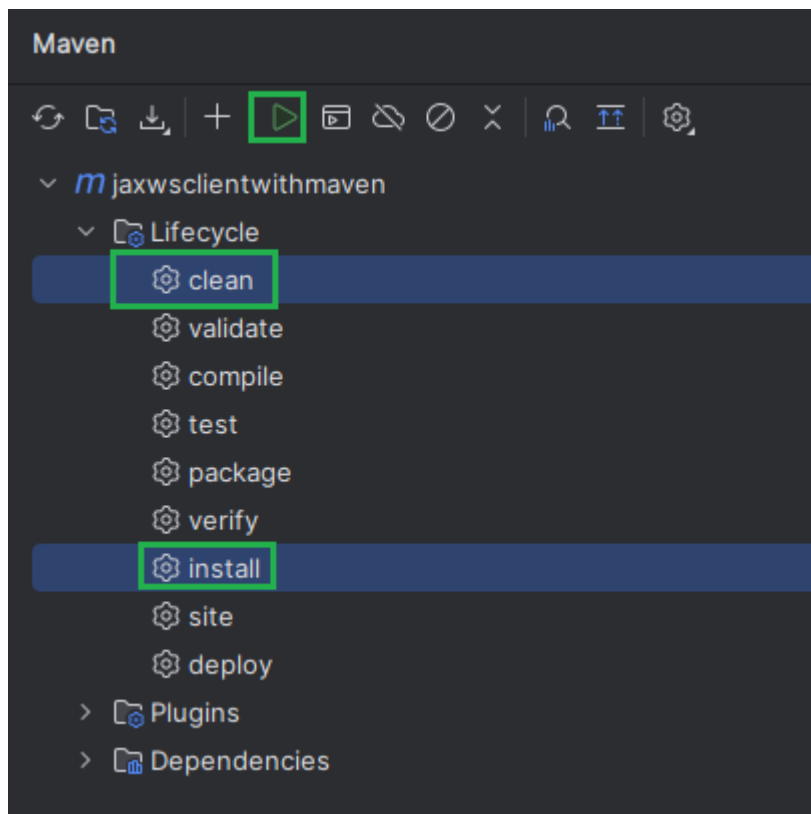 Maven
m jaxwsclientwithmaven
Lifecycle
clean
validate
compile
test
package
verify
install
site
deploy
Plugins
Dependencies